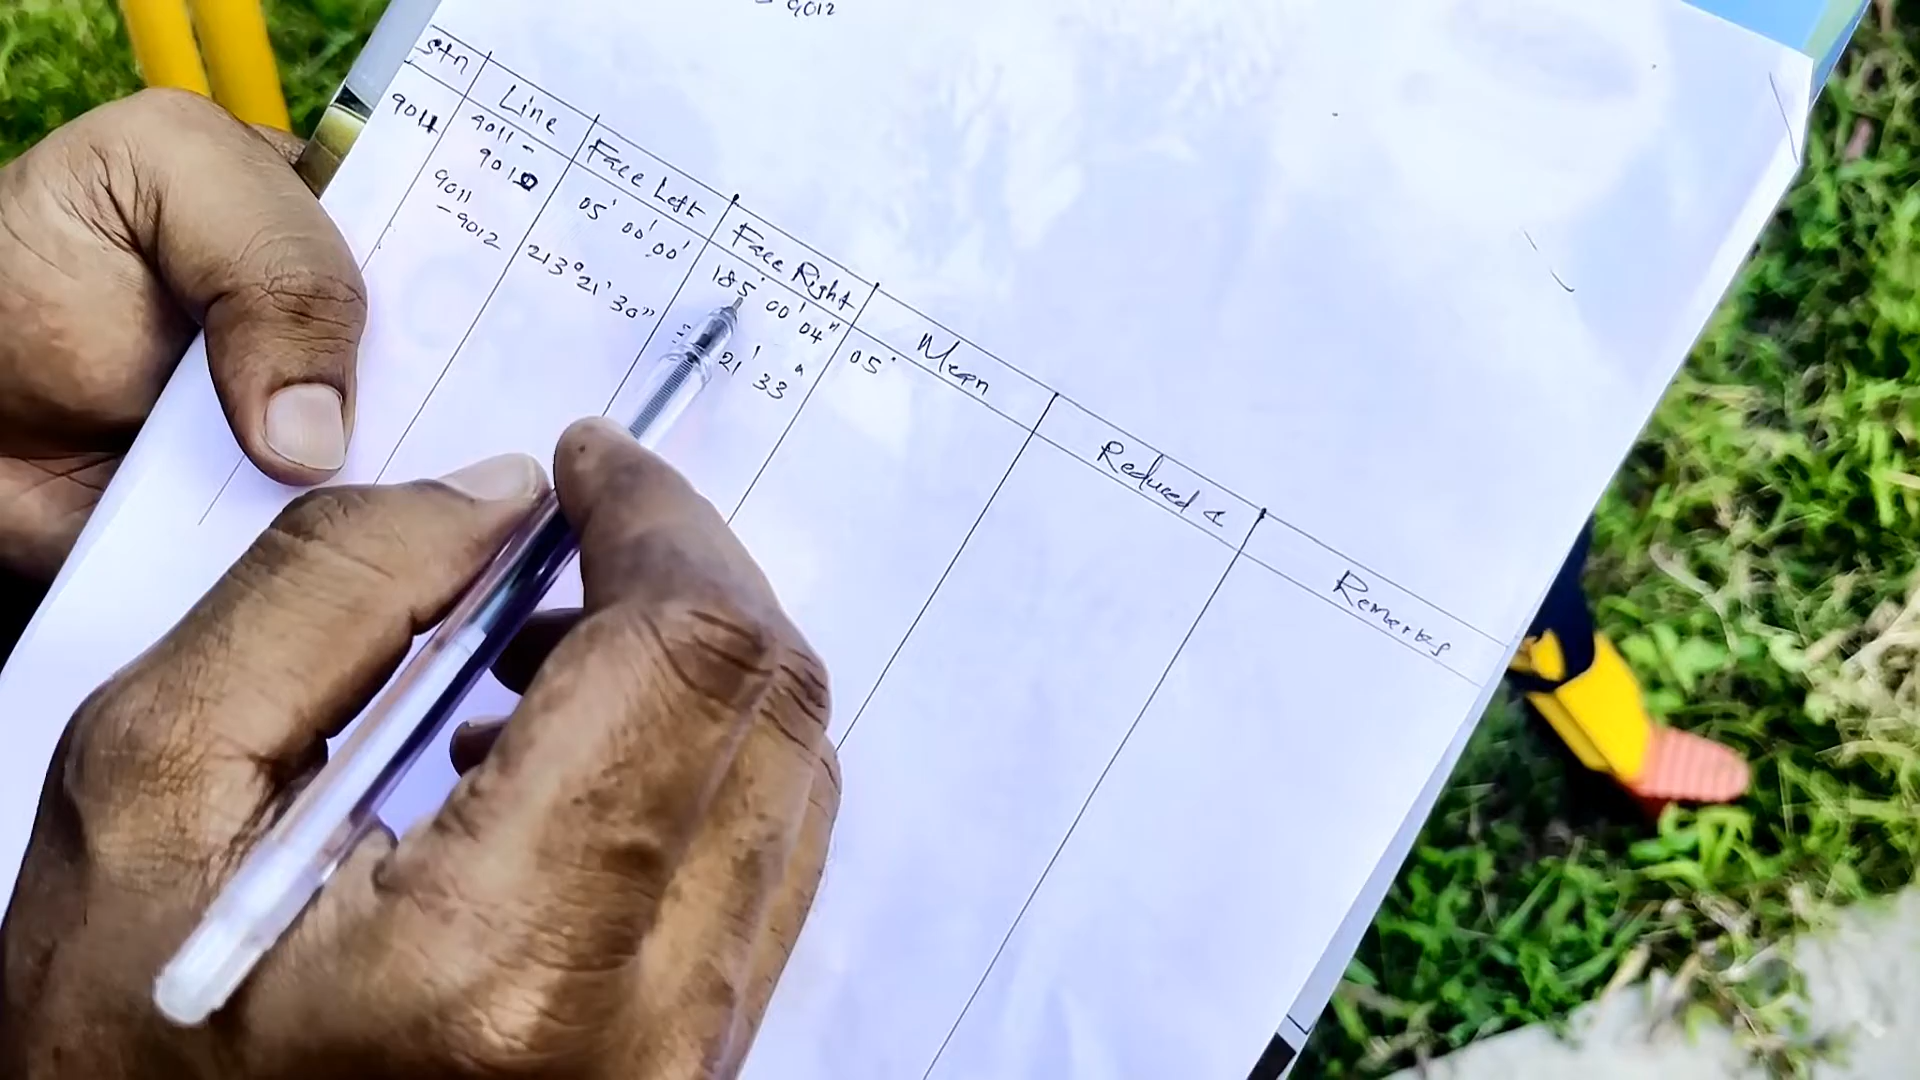 9012
Stn Line Face Left Face Right Mean Reduced ∢ Remarks
9011 9011- 05° 00' 00' 185° 00' 04" 05°
9010
9011 213° 21' 30" 21' 33"
-9012